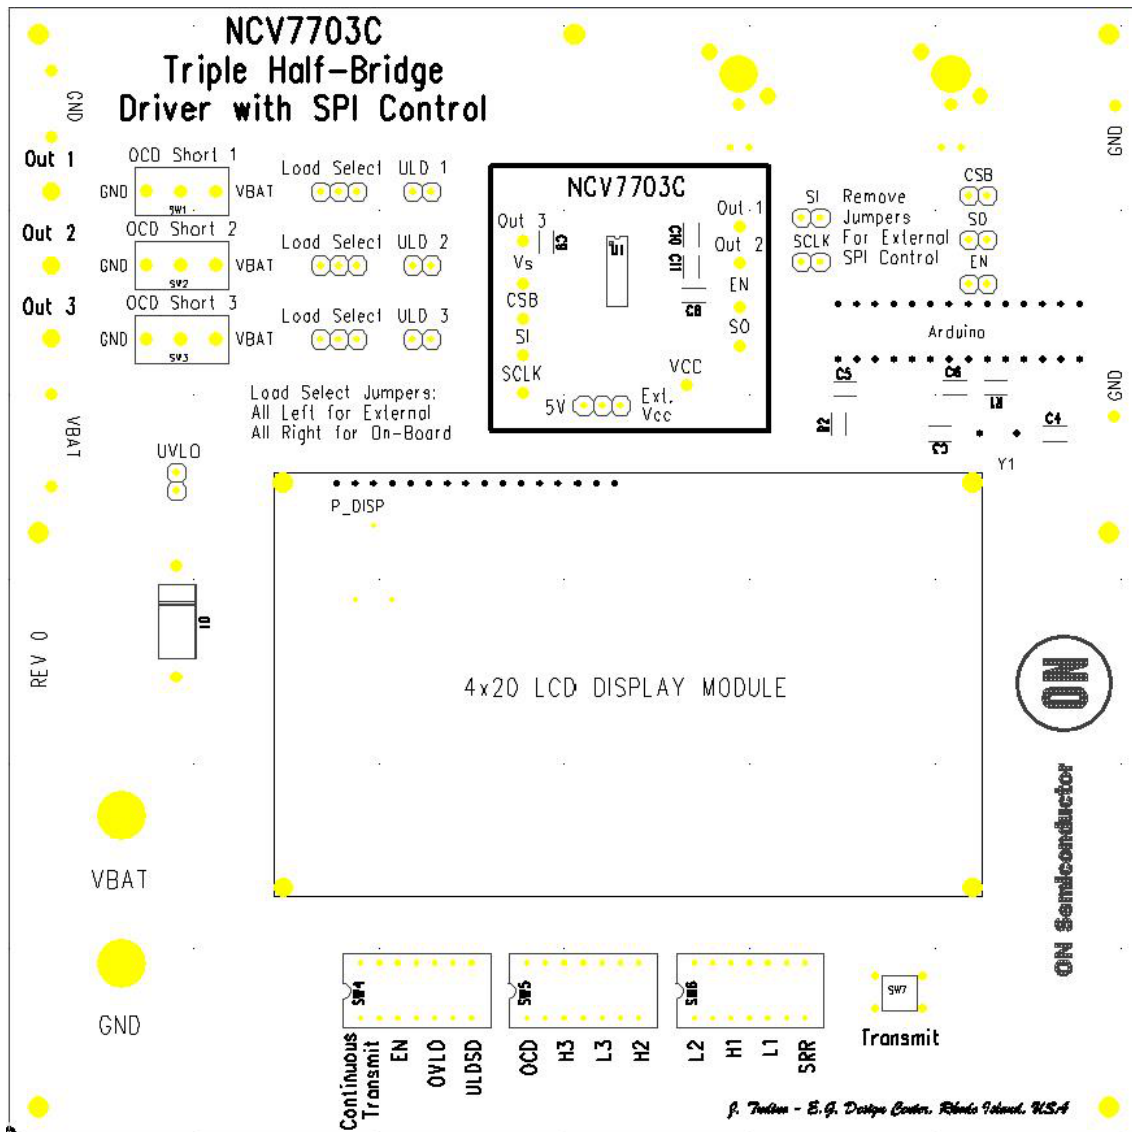 NCV7703C
Triple Half-Bridge
Driver with SPI Control
GND
GND
Out 1
OCD Short 1
GND
VBAT
SW1
Load Select
ULD 1
Out 2
OCD Short 2
GND
VBAT
SW2
Load Select
ULD 2
Out 3
OCD Short 3
GND
VBAT
SW3
Load Select
ULD 3
Load Select Jumpers:
All Left for External
All Right for On-Board
NCV7703C
Out 3
Vs
CSB
SI
SCLK
C9
U1
C10
C11
C8
Out 1
Out 2
EN
SO
VCC
5V
Ext.
Vcc
SI
SCLK
Remove
Jumpers
For External
SPI Control
CSB
SO
EN
Arduino
C5
C6
R1
R2
C3
C4
Y1
GND
VBAT
UVLO
P_DISP
D1
REV 0
4x20 LCD DISPLAY MODULE
ON
ON Semiconductor
VBAT
GND
SW4
SW5
SW6
SW7
Continuous
Transmit
EN
OVLO
ULDSD
OCD
H3
L3
H2
L2
H1
L1
SRR
Transmit
- E.G. Design Center, Rhode Island, USA